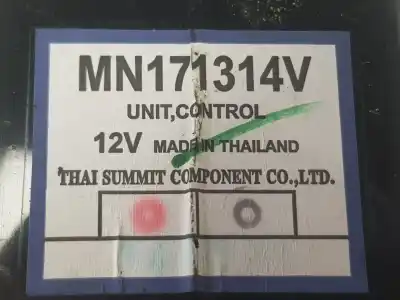 MN171314V
UNIT,CONTROL
12V MADE IN THAILAND
THAI SUMMIT COMPONENT CO.,LTD.